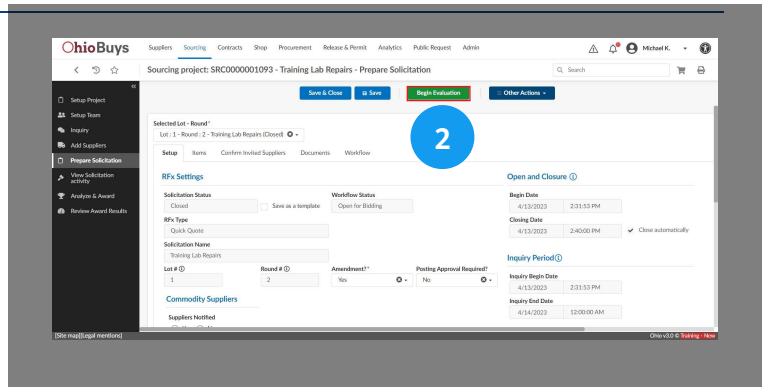 OhioBuys
Suppliers Sourcing Contracts Shop Procurement Release & Permit Analytics Public Request Admin
Michael K.
Sourcing project: SRC0000001093 - Training Lab Repairs - Prepare Solicitation
Search
Save & Close Save Begin Evaluation Other Actions
Setup Project
Setup Team
Inquiry
Add Suppliers
Prepare Solicitation
View Solicitation activity
Analyze & Award
Review Award Results
Selected Lot - Round*
Lot : 1 - Round : 2 - Training Lab Repairs (Closed)
2
Setup Items Confirm Invited Suppliers Documents Workflow
RFx Settings
Solicitation Status
Closed
Save as a template
Workflow Status
Open for Bidding
RFx Type
Quick Quote
Solicitation Name
Training Lab Repairs
Lot # Round # Amendment?* Posting Approval Required?
1 2 Yes No
Commodity Suppliers
Suppliers Notified
Open and Closure
Begin Date
4/13/2023 2:31:53 PM
Closing Date
4/13/2023 2:40:00 PM Close automatically
Inquiry Period
Inquiry Begin Date
4/13/2023 2:31:53 PM
Inquiry End Date
4/14/2023 12:00:00 AM
[Site map][Legal mentions]
Ohio v3.0 © Training - New